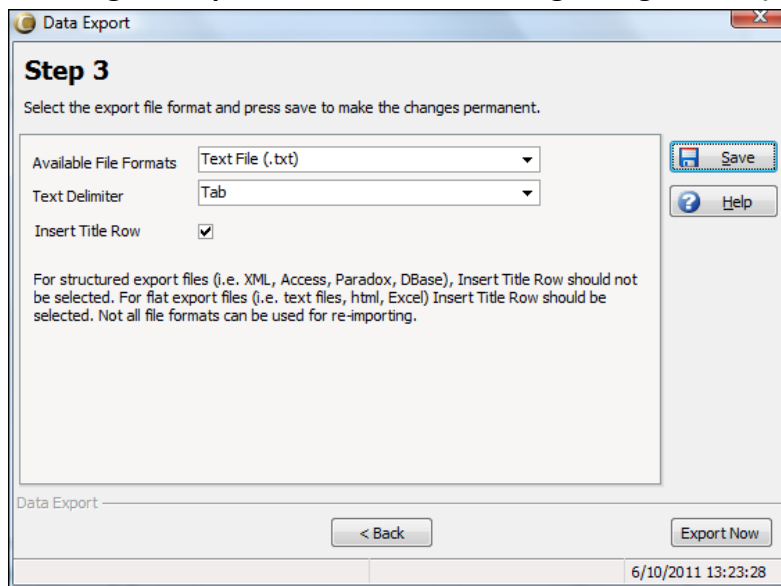 Data Export
Step 3
Select the export file format and press save to make the changes permanent.
Available File Formats Text File (.txt)
Save
Text Delimiter Tab
Help
Insert Title Row
For structured export files (i.e. XML, Access, Paradox, DBase), Insert Title Row should not
be selected. For flat export files (i.e. text files, html, Excel) Insert Title Row should be
selected. Not all file formats can be used for re-importing.
Data Export
< Back
Export Now
6/10/2011 13:23:28